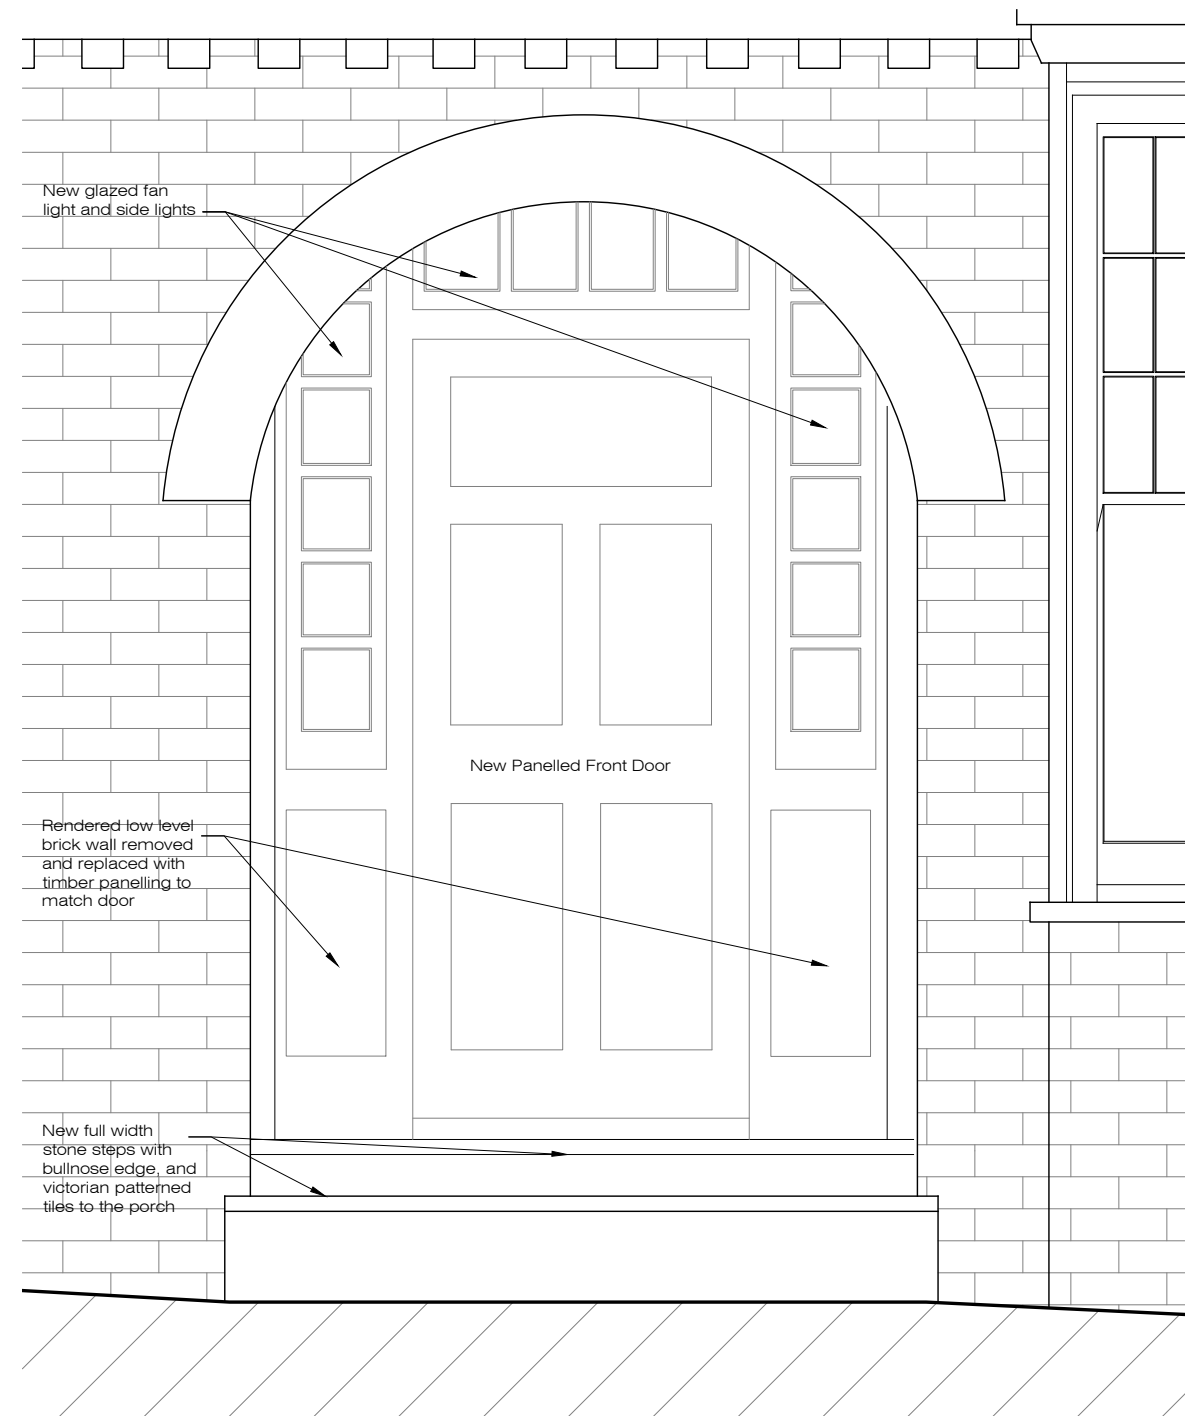 New glazed fan
light and side lights
New Panelled Front Door
Rendered low level
brick wall removed
and replaced with
timber panelling to
match door
New full width
stone steps with
bullnose edge, and
victorian patterned
tiles to the porch